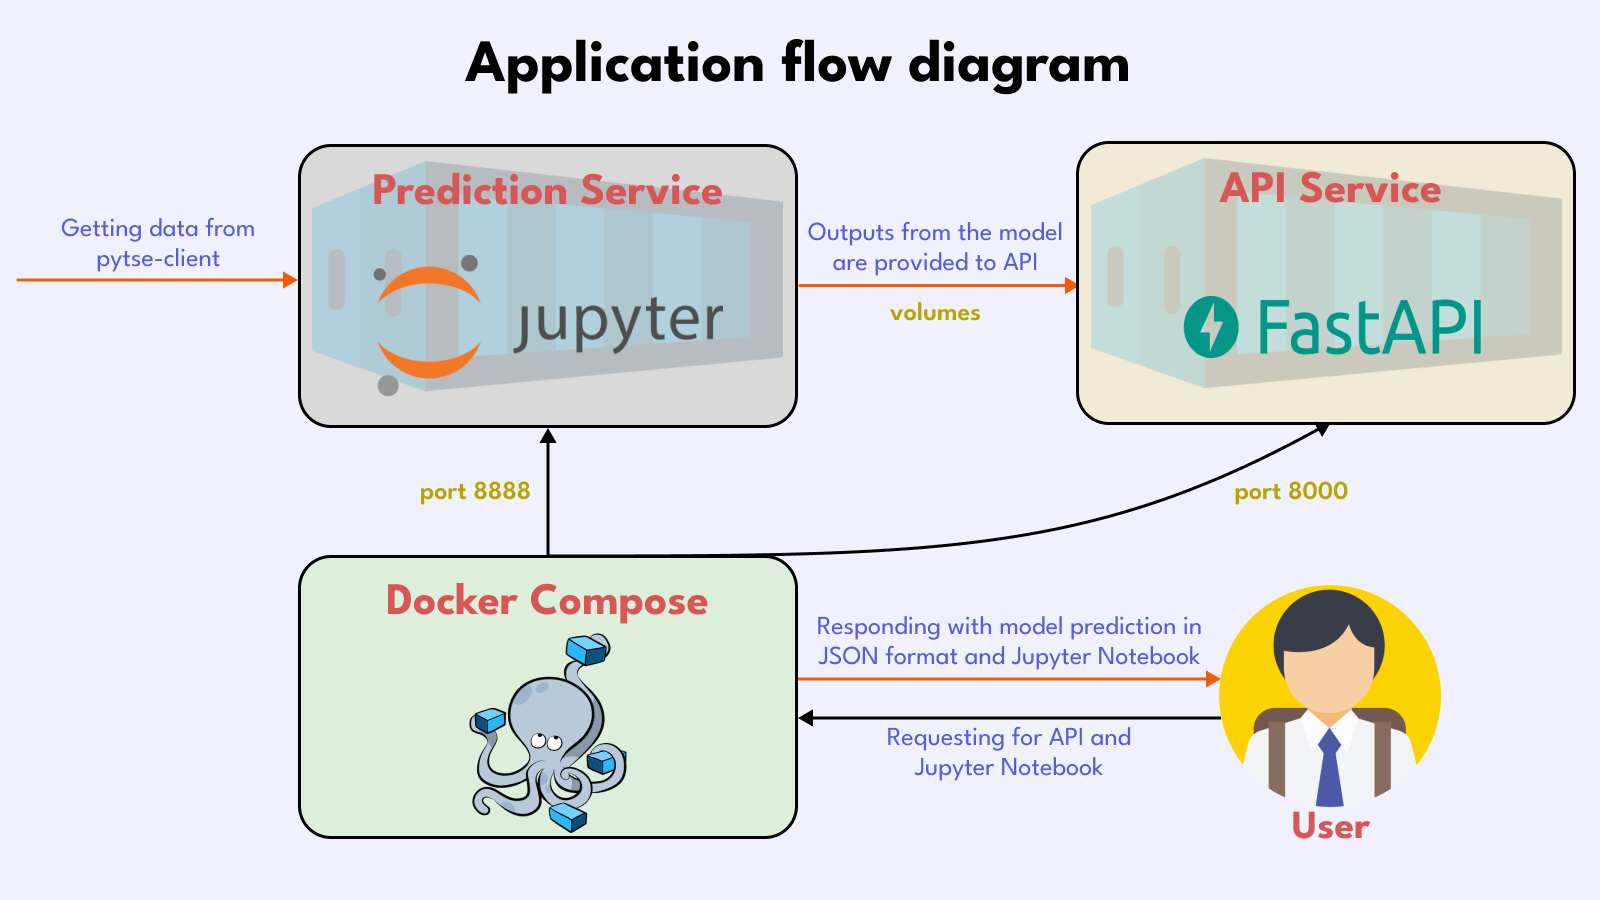 Application flow diagram
Getting data from
pytse-client
Prediction Service
jupyter
Outputs from the model
are provided to API
volumes
API Service
FastAPI
port 8888
port 8000
Docker Compose
Responding with model prediction in
JSON format and Jupyter Notebook
Requesting for API and
Jupyter Notebook
User